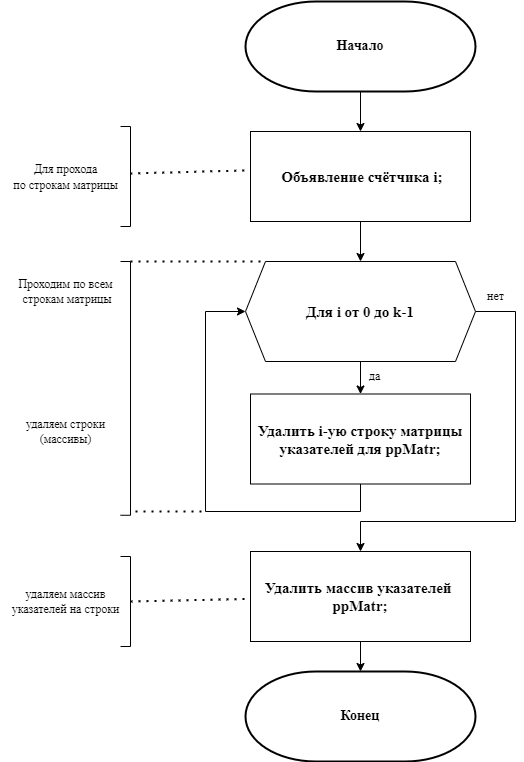 Начало
Для прохода
по строкам матрицы
Объявление счётчика i;
Проходим по всем
строкам матрицы
Для i от 0 до k-1
нет
да
удаляем строки
(массивы)
Удалить i-ую строку матрицы
указателей для ppMatr;
удаляем массив
указателей на строки
Удалить массив указателей
ppMatr;
Конец